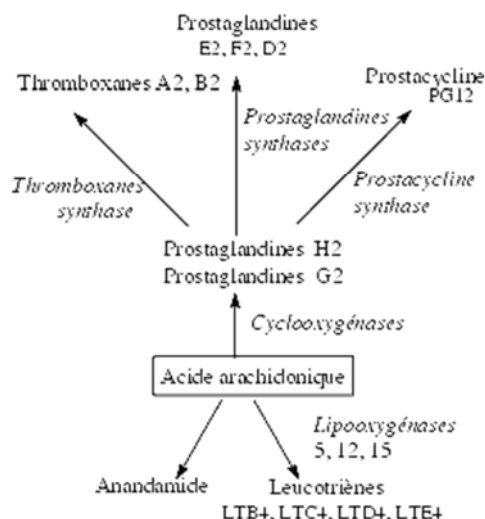 Prostaglandines
E2, F2, D2
Thromboxanes A2, B2
Prostacycline
PG12
Prostaglandines
synthases
Thromboxanes
synthase
Prostacycline
synthase
Prostaglandines H2
Prostaglandines G2
Cyclooxygénases
Acide arachidonique
Lipooxygénases
5, 12, 15
Anandamide
Leucotriènes
LTB4, LTC4, LTD4, LTE4